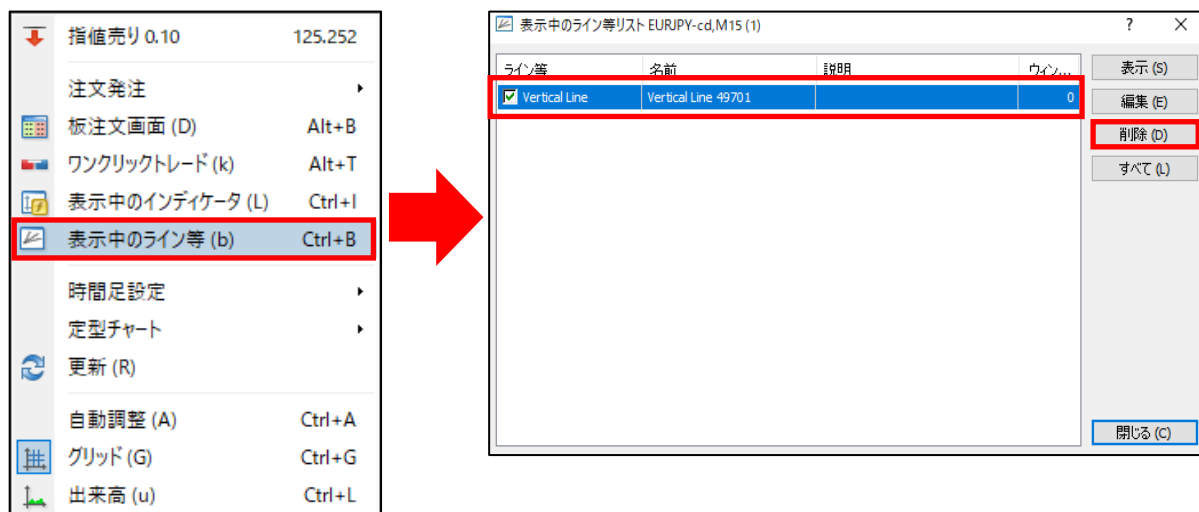 指値売り 0.10 125.252
注文発注
板注文画面 (D) Alt+B
ワンクリックトレード (k) Alt+T
表示中のインディケータ (L) Ctrl+I
表示中のライン等 (b) Ctrl+B
時間足設定
定型チャート
更新 (R)
自動調整 (A) Ctrl+A
グリッド (G) Ctrl+G
出来高 (u) Ctrl+L
表示中のライン等リスト EURJPY-cd,M15 (1) ? ×
ライン等 名前 説明 ウィン...
Vertical Line Vertical Line 49701 0
表示 (S)
編集 (E)
削除 (D)
すべて (L)
閉じる (C)